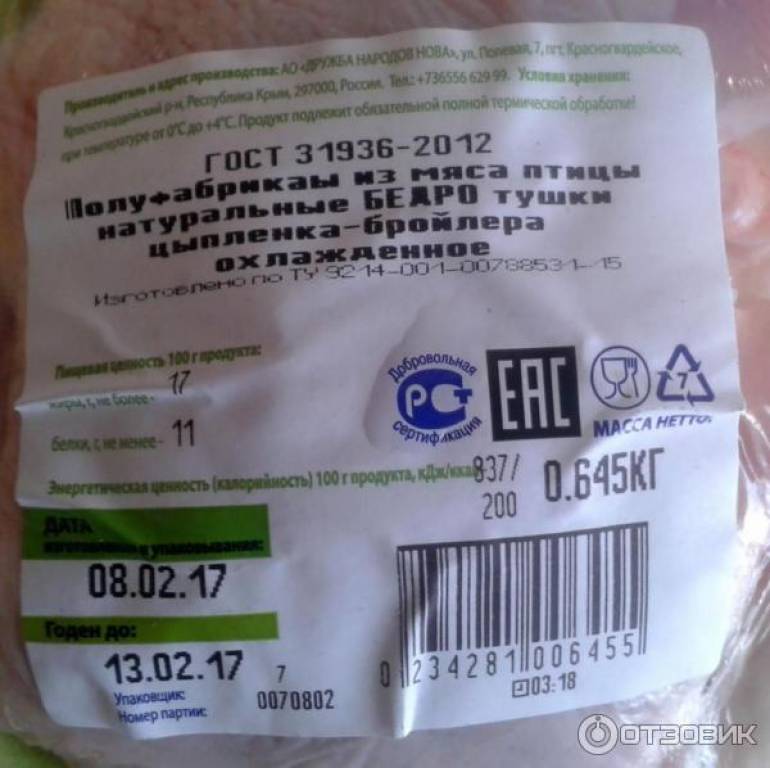 Производитель и адрес производства: АО «ДРУЖБА НАРОДОВ НОВА», ул. Полевая, 7, пгт. Красногвардейское,
Красногвардейский р-н, Республика Крым, 297000, Россия. Тел.: +736556 629 99. Условия хранения:
при температуре от 0°С до +4°С. Продукт подлежит обязательной полной термической обработке!
ГОСТ 31936-2012
Полуфабрикаы из мяса птицы
натуральные БЕДРО тушки
цыпленка-бройлера
охлажденное
Изготовлено по ТУ 9214-001-00788531-15
Пищевая ценность 100 г продукта:
жиры, г, не более - 17
белки, г, не менее - 11
Добровольная
РСТ
сертификация
ЕАС
7
МАССА НЕТТО:
Энергетическая ценность (калорийность) 100 г продукта, кДж/ккал 837/
200
0.645КГ
ДАТА
изготовления и упаковывания:
08.02.17
Годен до:
13.02.17
7
Упаковщик:
Номер партии:
0070802
0 234281 006455
03:18
ОТЗОВИК